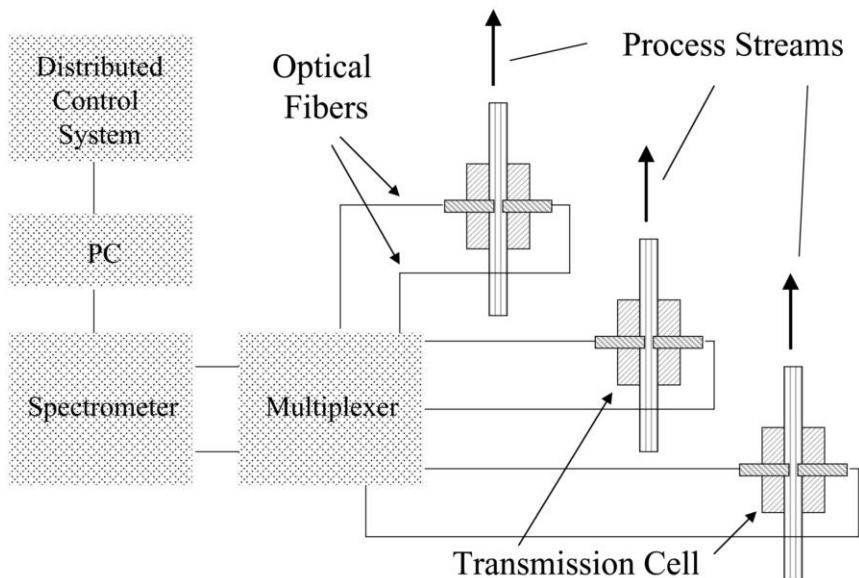 Distributed
Control
System
Optical
Fibers
Process Streams
PC
Spectrometer
Multiplexer
Transmission Cell